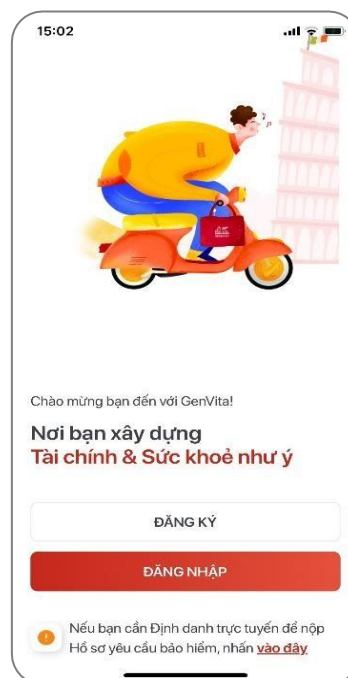 15:02
Chào mừng bạn đến với GenVita!
Nơi bạn xây dựng
Tài chính & Sức khoẻ như ý
ĐĂNG KÝ
ĐĂNG NHẬP
Nếu bạn cần Định danh trực tuyến để nộp
Hồ sơ yêu cầu bảo hiểm, nhấn vào đây